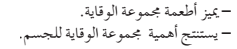 – يميز أطعمة مجموعة الوقاية.
– يستنتج أهمية مجموعة الوقاية للجسم.